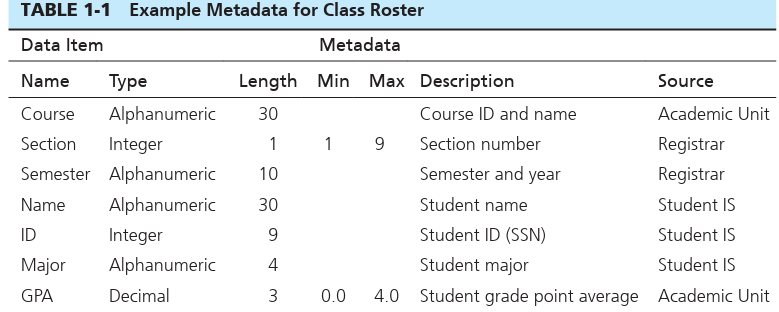 TABLE 1-1 Example Metadata for Class Roster
Data Item Metadata
Name Type Length Min Max Description Source
Course Alphanumeric 30 Course ID and name Academic Unit
Section Integer 1 1 9 Section number Registrar
Semester Alphanumeric 10 Semester and year Registrar
Name Alphanumeric 30 Student name Student IS
ID Integer 9 Student ID (SSN) Student IS
Major Alphanumeric 4 Student major Student IS
GPA Decimal 3 0.0 4.0 Student grade point average Academic Unit